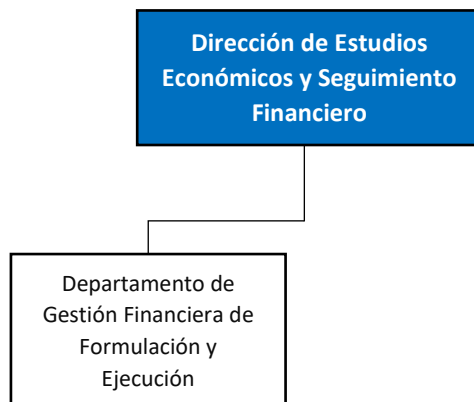 Dirección de Estudios
Económicos y Seguimiento
Financiero
Departamento de
Gestión Financiera de
Formulación y
Ejecución